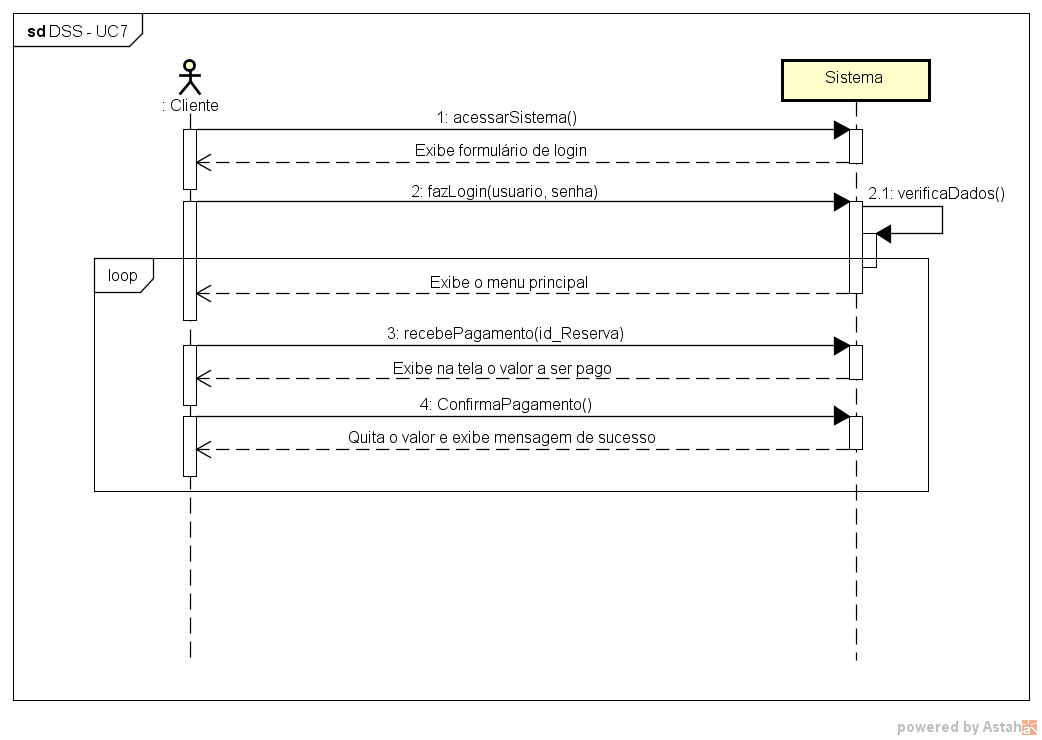 sd DSS - UC7
: Cliente
Sistema
1: acessarSistema()
Exibe formulário de login
2: fazLogin(usuario, senha)
2.1: verificaDados()
loop
Exibe o menu principal
3: recebePagamento(id_Reserva)
Exibe na tela o valor a ser pago
4: ConfirmaPagamento()
Quita o valor e exibe mensagem de sucesso
powered by Astah